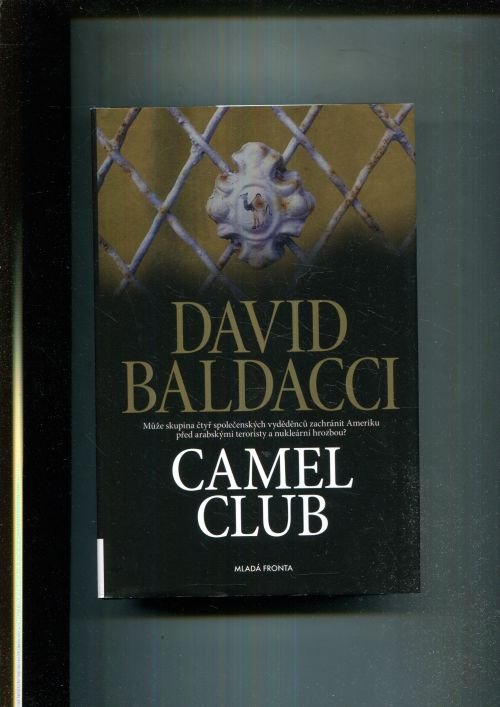 DAVID
BALDACCI
Může skupina čtyř společenských vyděděnců zachránit Ameriku
před arabskými teroristy a nukleární hrozbou?
CAMEL
CLUB
MLADÁ FRONTA